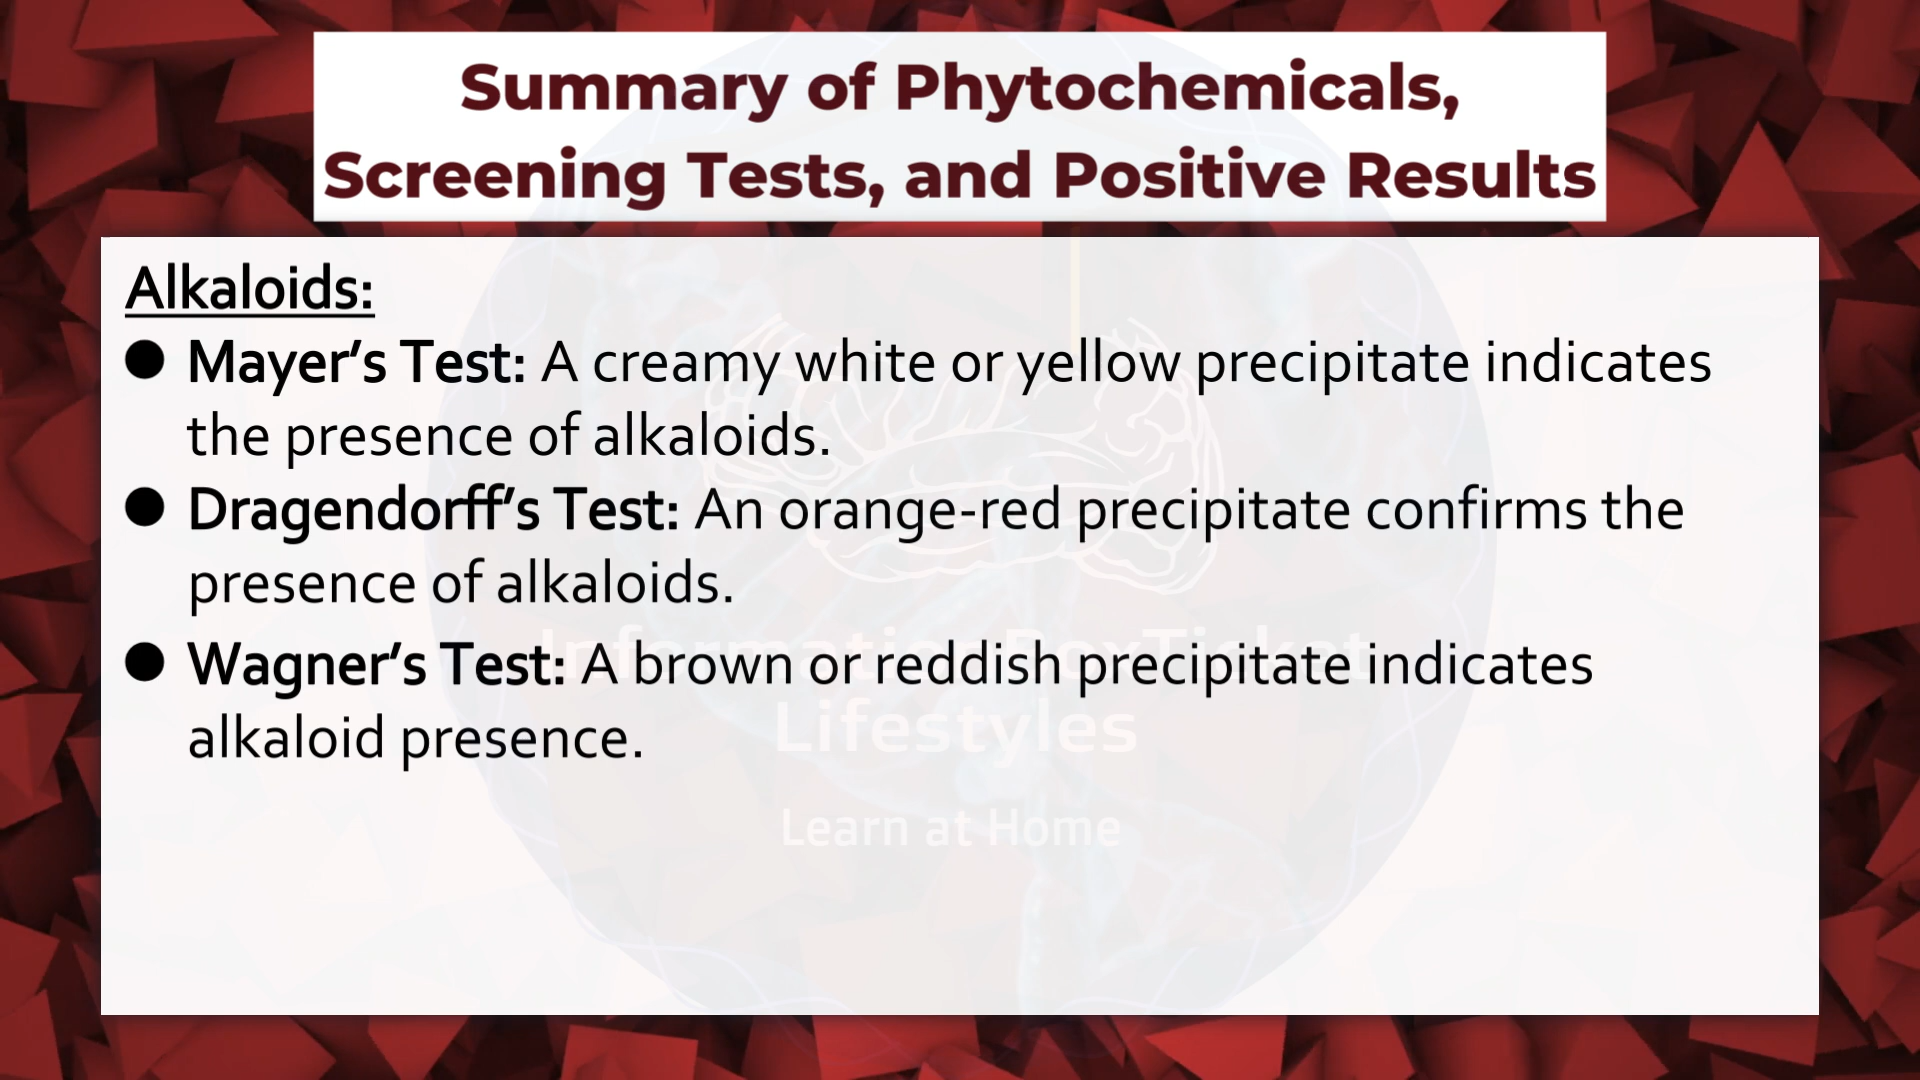 Summary of Phytochemicals,
Screening Tests, and Positive Results
Alkaloids:
● Mayer’s Test: A creamy white or yellow precipitate indicates
the presence of alkaloids.
● Dragendorff’s Test: An orange-red precipitate confirms the
presence of alkaloids.
● Wagner’s Test: A brown or reddish precipitate indicates
alkaloid presence.
InformationBoxTicket
Lifestyles
Learn at Home